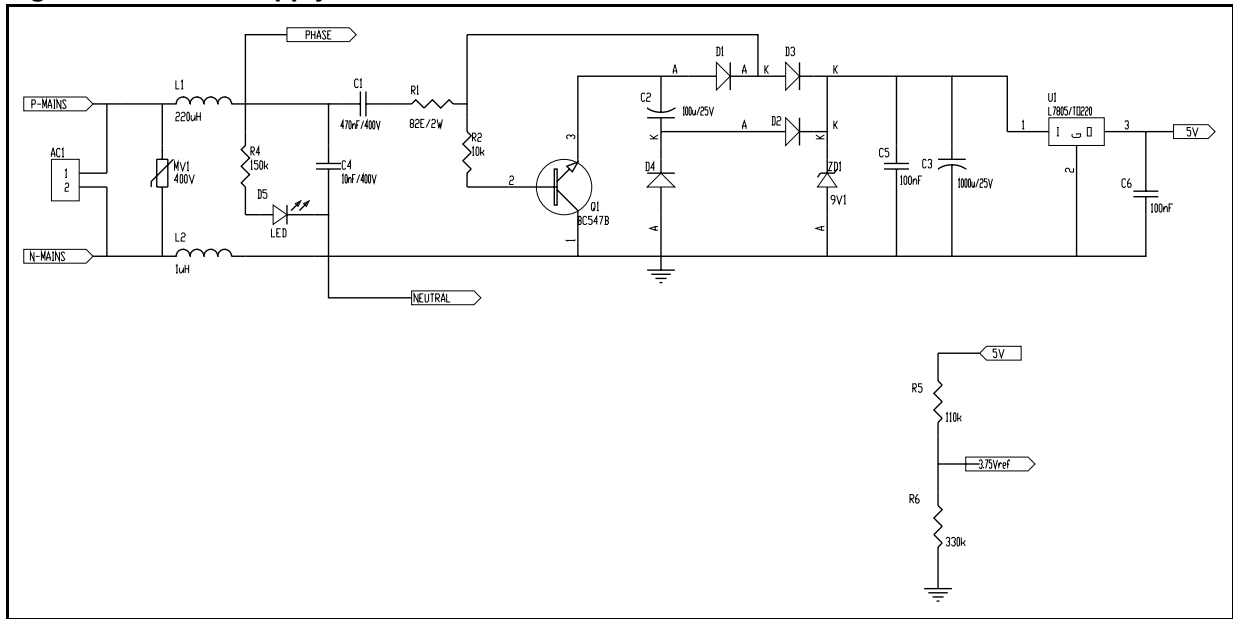 PHASE
D1
D3
A
A
K
K
L1
C1
R1
P-MAINS
220uH
470nF/400V
82E/2W
C2
100u/25V
U1
L7805/TO220
R2
10k
3
K
A
D2
K
K
1
I G O
3
5V
AC1
1
2
MV1
400V
R4
150k
C4
10nF/400V
D4
ZD1
9V1
C5
100nF
C3
1000u/25V
2
C6
100nF
D5
LED
2
Q1
BC547B
1
A
A
L2
N-MAINS
1uH
NEUTRAL
5V
R5
110k
3.75Vref
R6
330k